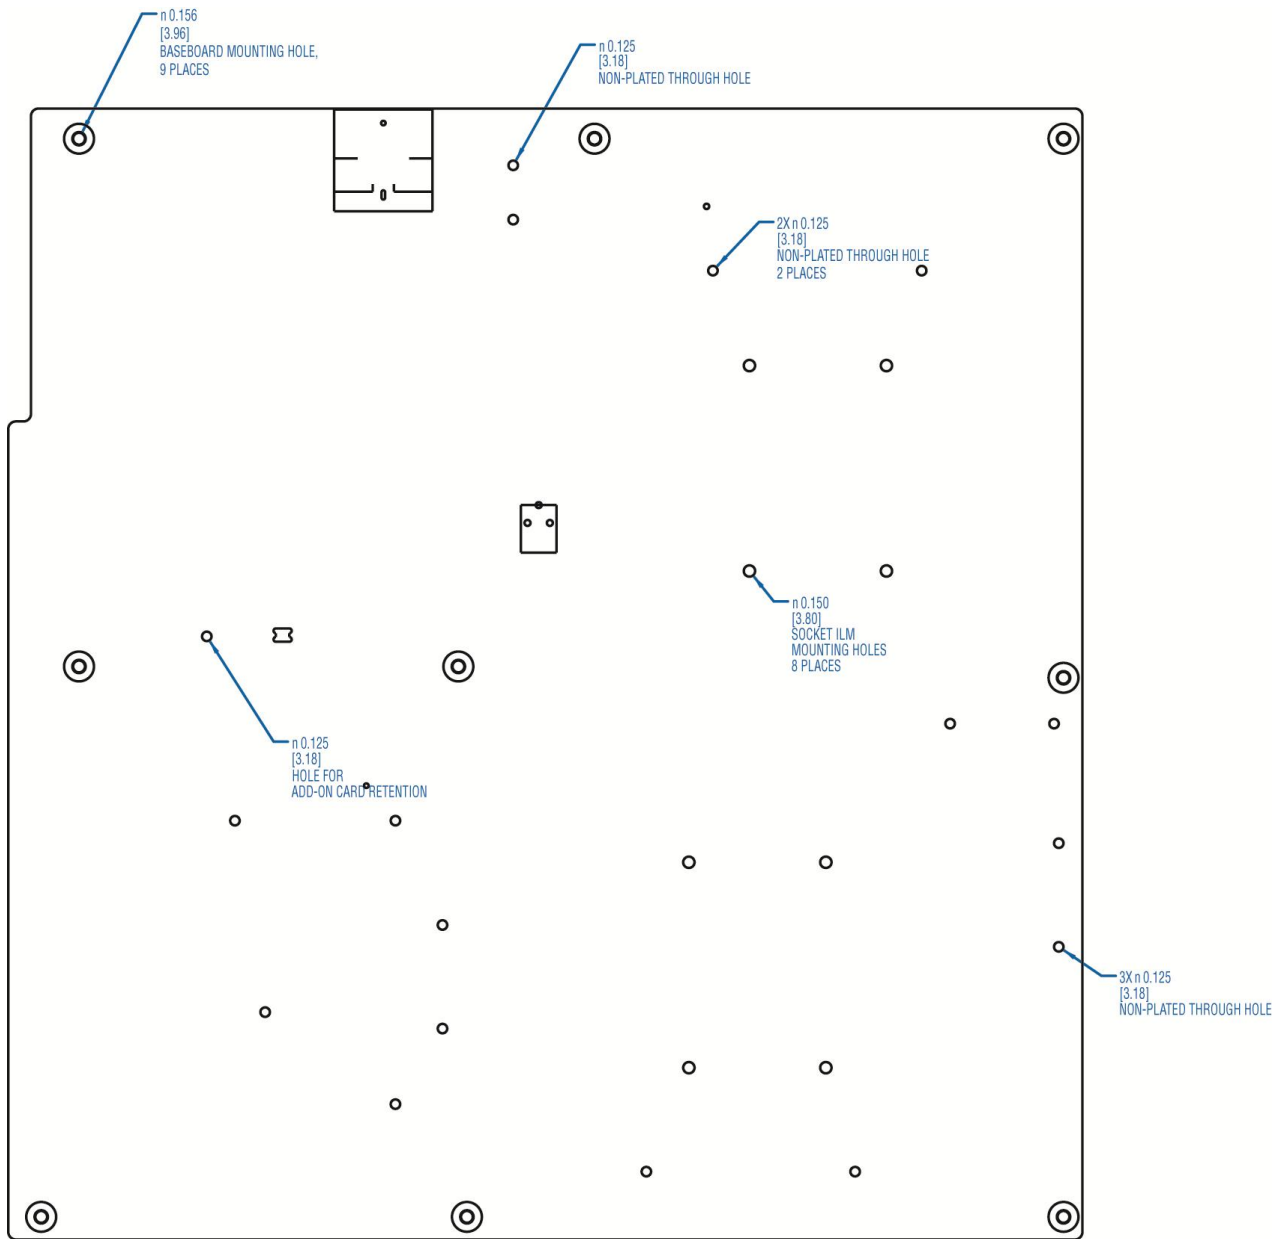 n 0.156
[3.96]
BASEBOARD MOUNTING HOLE,
9 PLACES
n 0.125
[3.18]
NON-PLATED THROUGH HOLE
2X n 0.125
[3.18]
NON-PLATED THROUGH HOLE
2 PLACES
n 0.150
[3.80]
SOCKET ILM
MOUNTING HOLES
8 PLACES
n 0.125
[3.18]
HOLE FOR
ADD-ON CARD RETENTION
3X n 0.125
[3.18]
NON-PLATED THROUGH HOLE